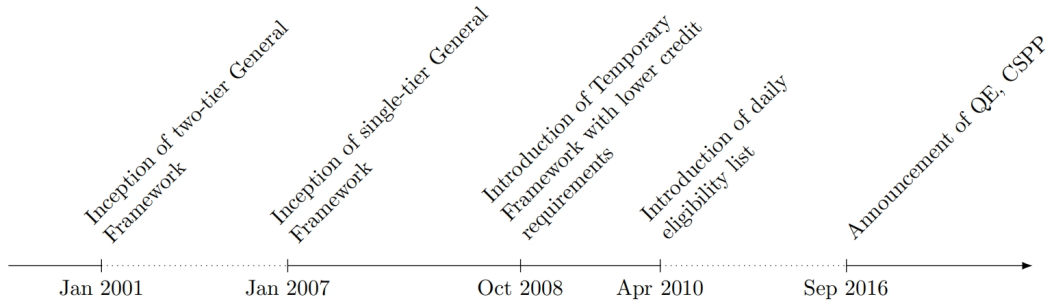 Inception of two-tier General
Framework
Inception of single-tier General
Framework
Introduction of Temporary
Framework with lower credit
requirements
Introduction of daily
eligibility list
Announcement of QE, CSPP
Jan 2001
Jan 2007
Oct 2008
Apr 2010
Sep 2016